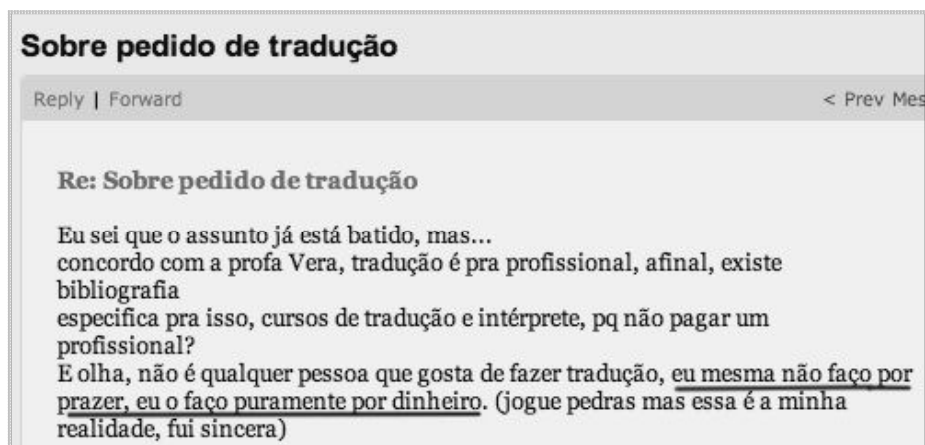 Sobre pedido de tradução
Reply | Forward < Prev Mes
Re: Sobre pedido de tradução
Eu sei que o assunto já está batido, mas...
concordo com a profa Vera, tradução é pra profissional, afinal, existe
bibliografia
especifica pra isso, cursos de tradução e intérprete, pq não pagar um
profissional?
E olha, não é qualquer pessoa que gosta de fazer tradução, eu mesma não faço por
prazer, eu o faço puramente por dinheiro. (jogue pedras mas essa é a minha
realidade, fui sincera)